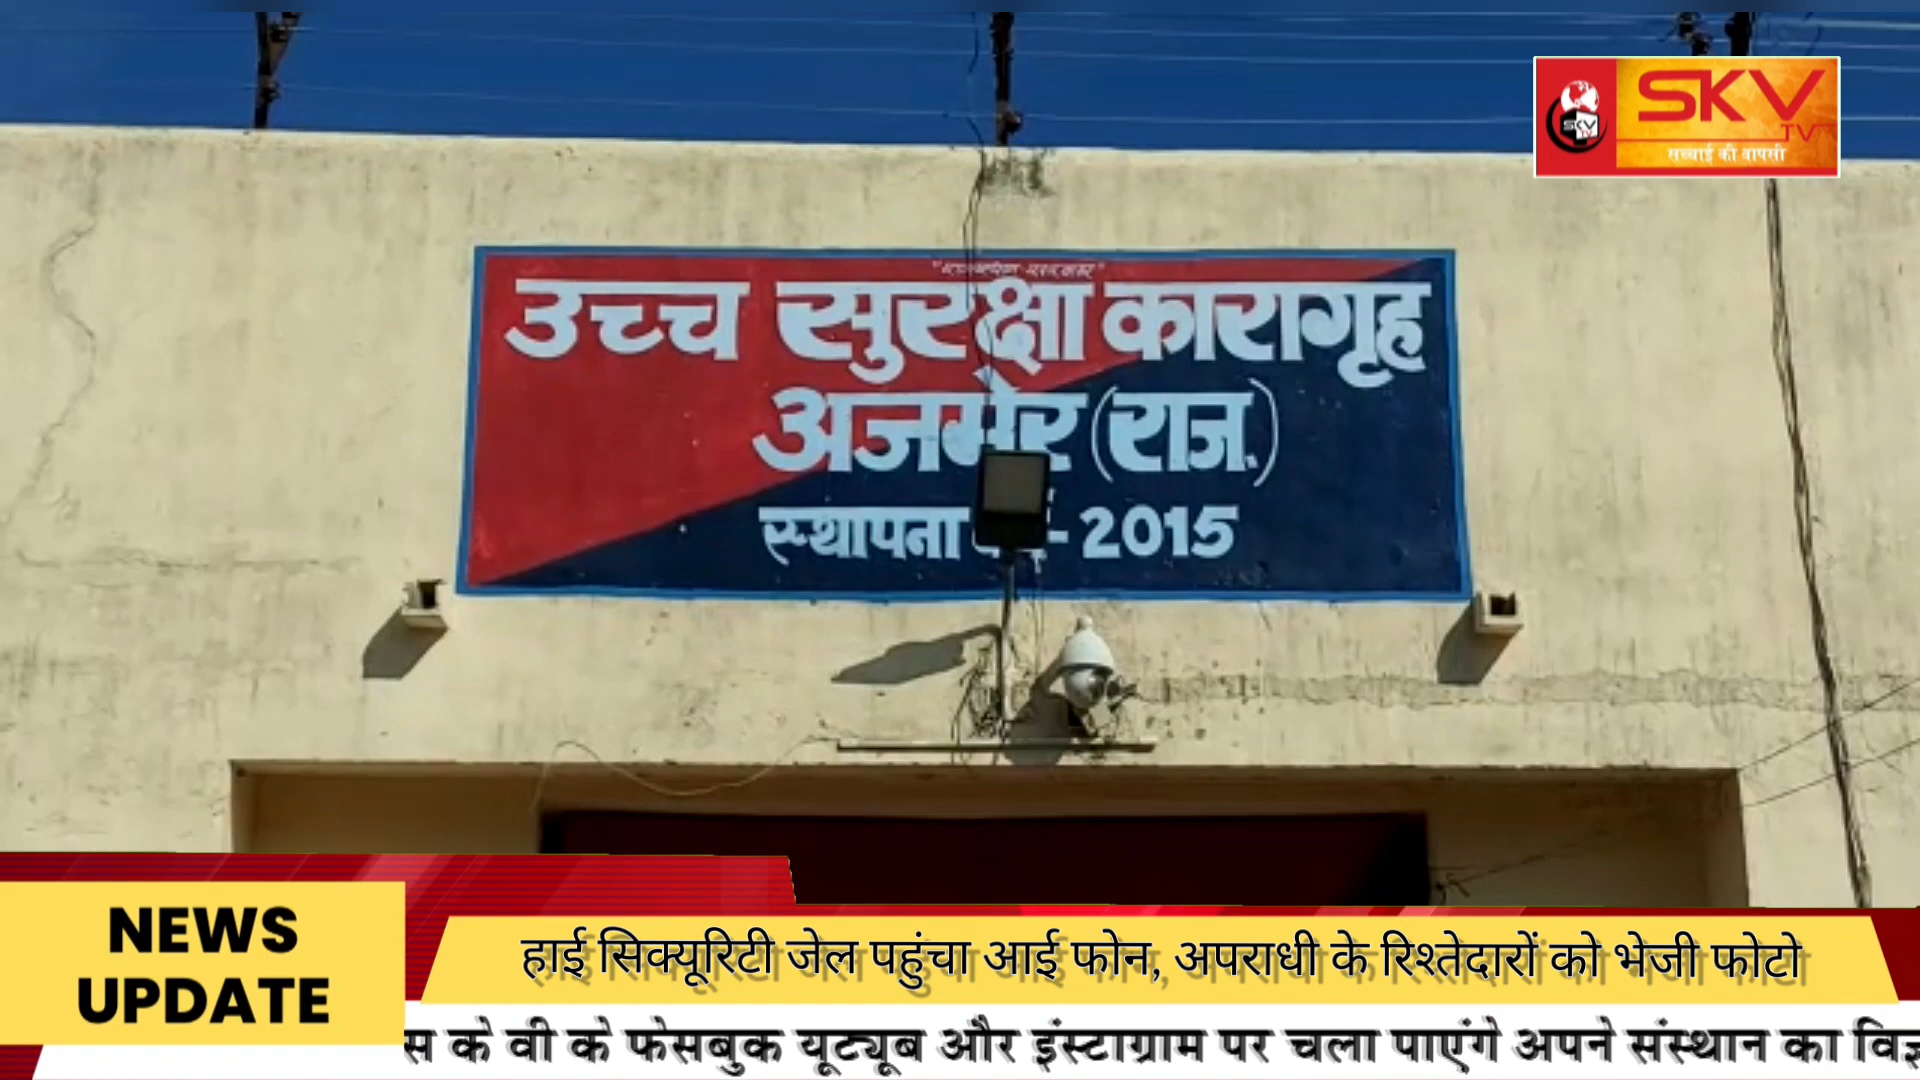 SKV
TV
सच्चाई की वापसी
उच्च सुरक्षा कारागृह
अजमेर (राज.)
स्थापना - 2015
NEWS
UPDATE
हाई सिक्यूरिटी जेल पहुंचा आई फोन, अपराधी के रिश्तेदारों को भेजी फोटो
स के वी के फेसबुक यूट्यूब और इंस्टाग्राम पर चला पाएंगे अपने संस्थान का